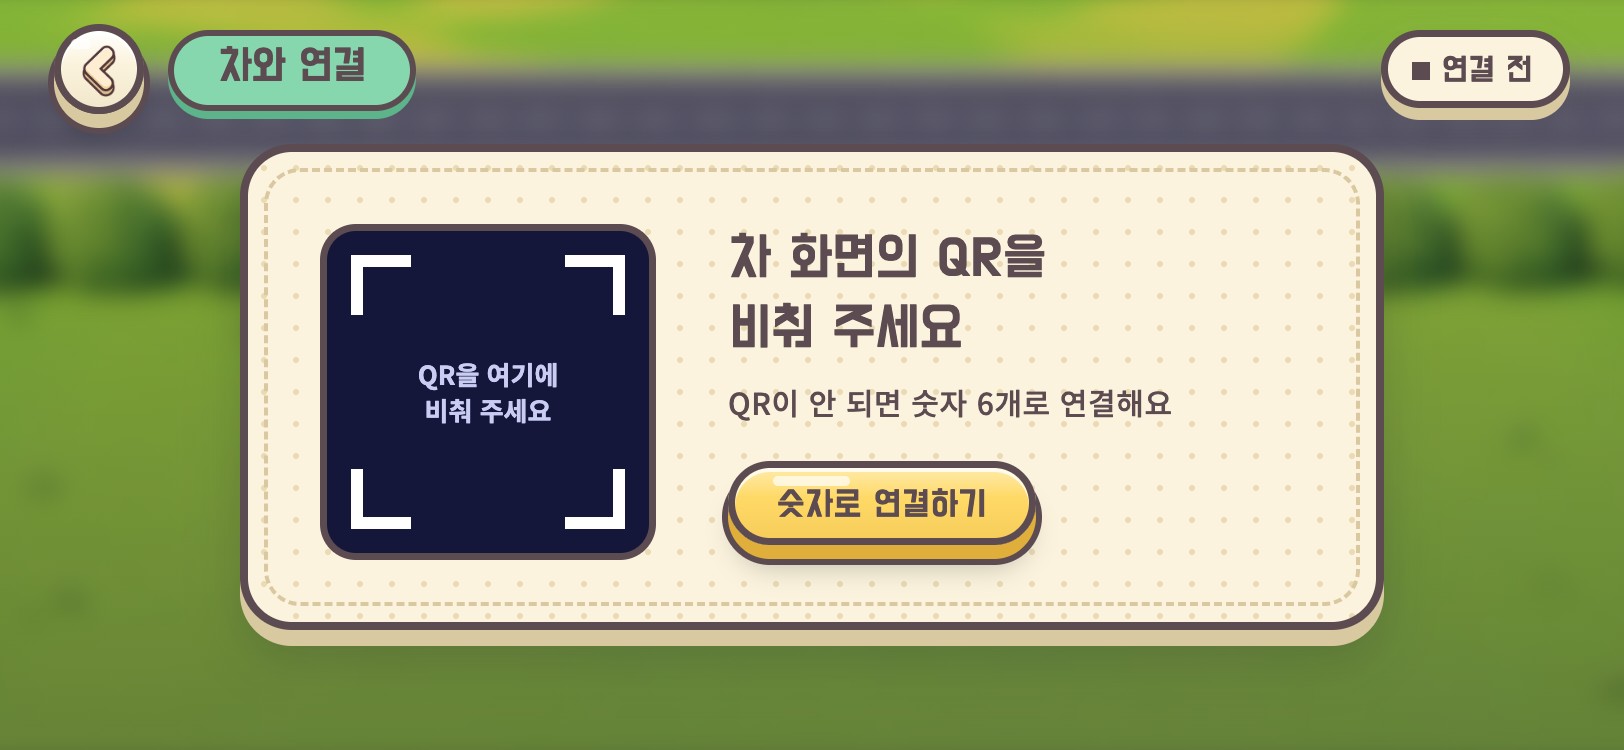 차와 연결
연결 전
차 화면의 QR을
비춰 주세요
QR을 여기에
비춰 주세요
QR이 안 되면 숫자 6개로 연결해요
숫자로 연결하기